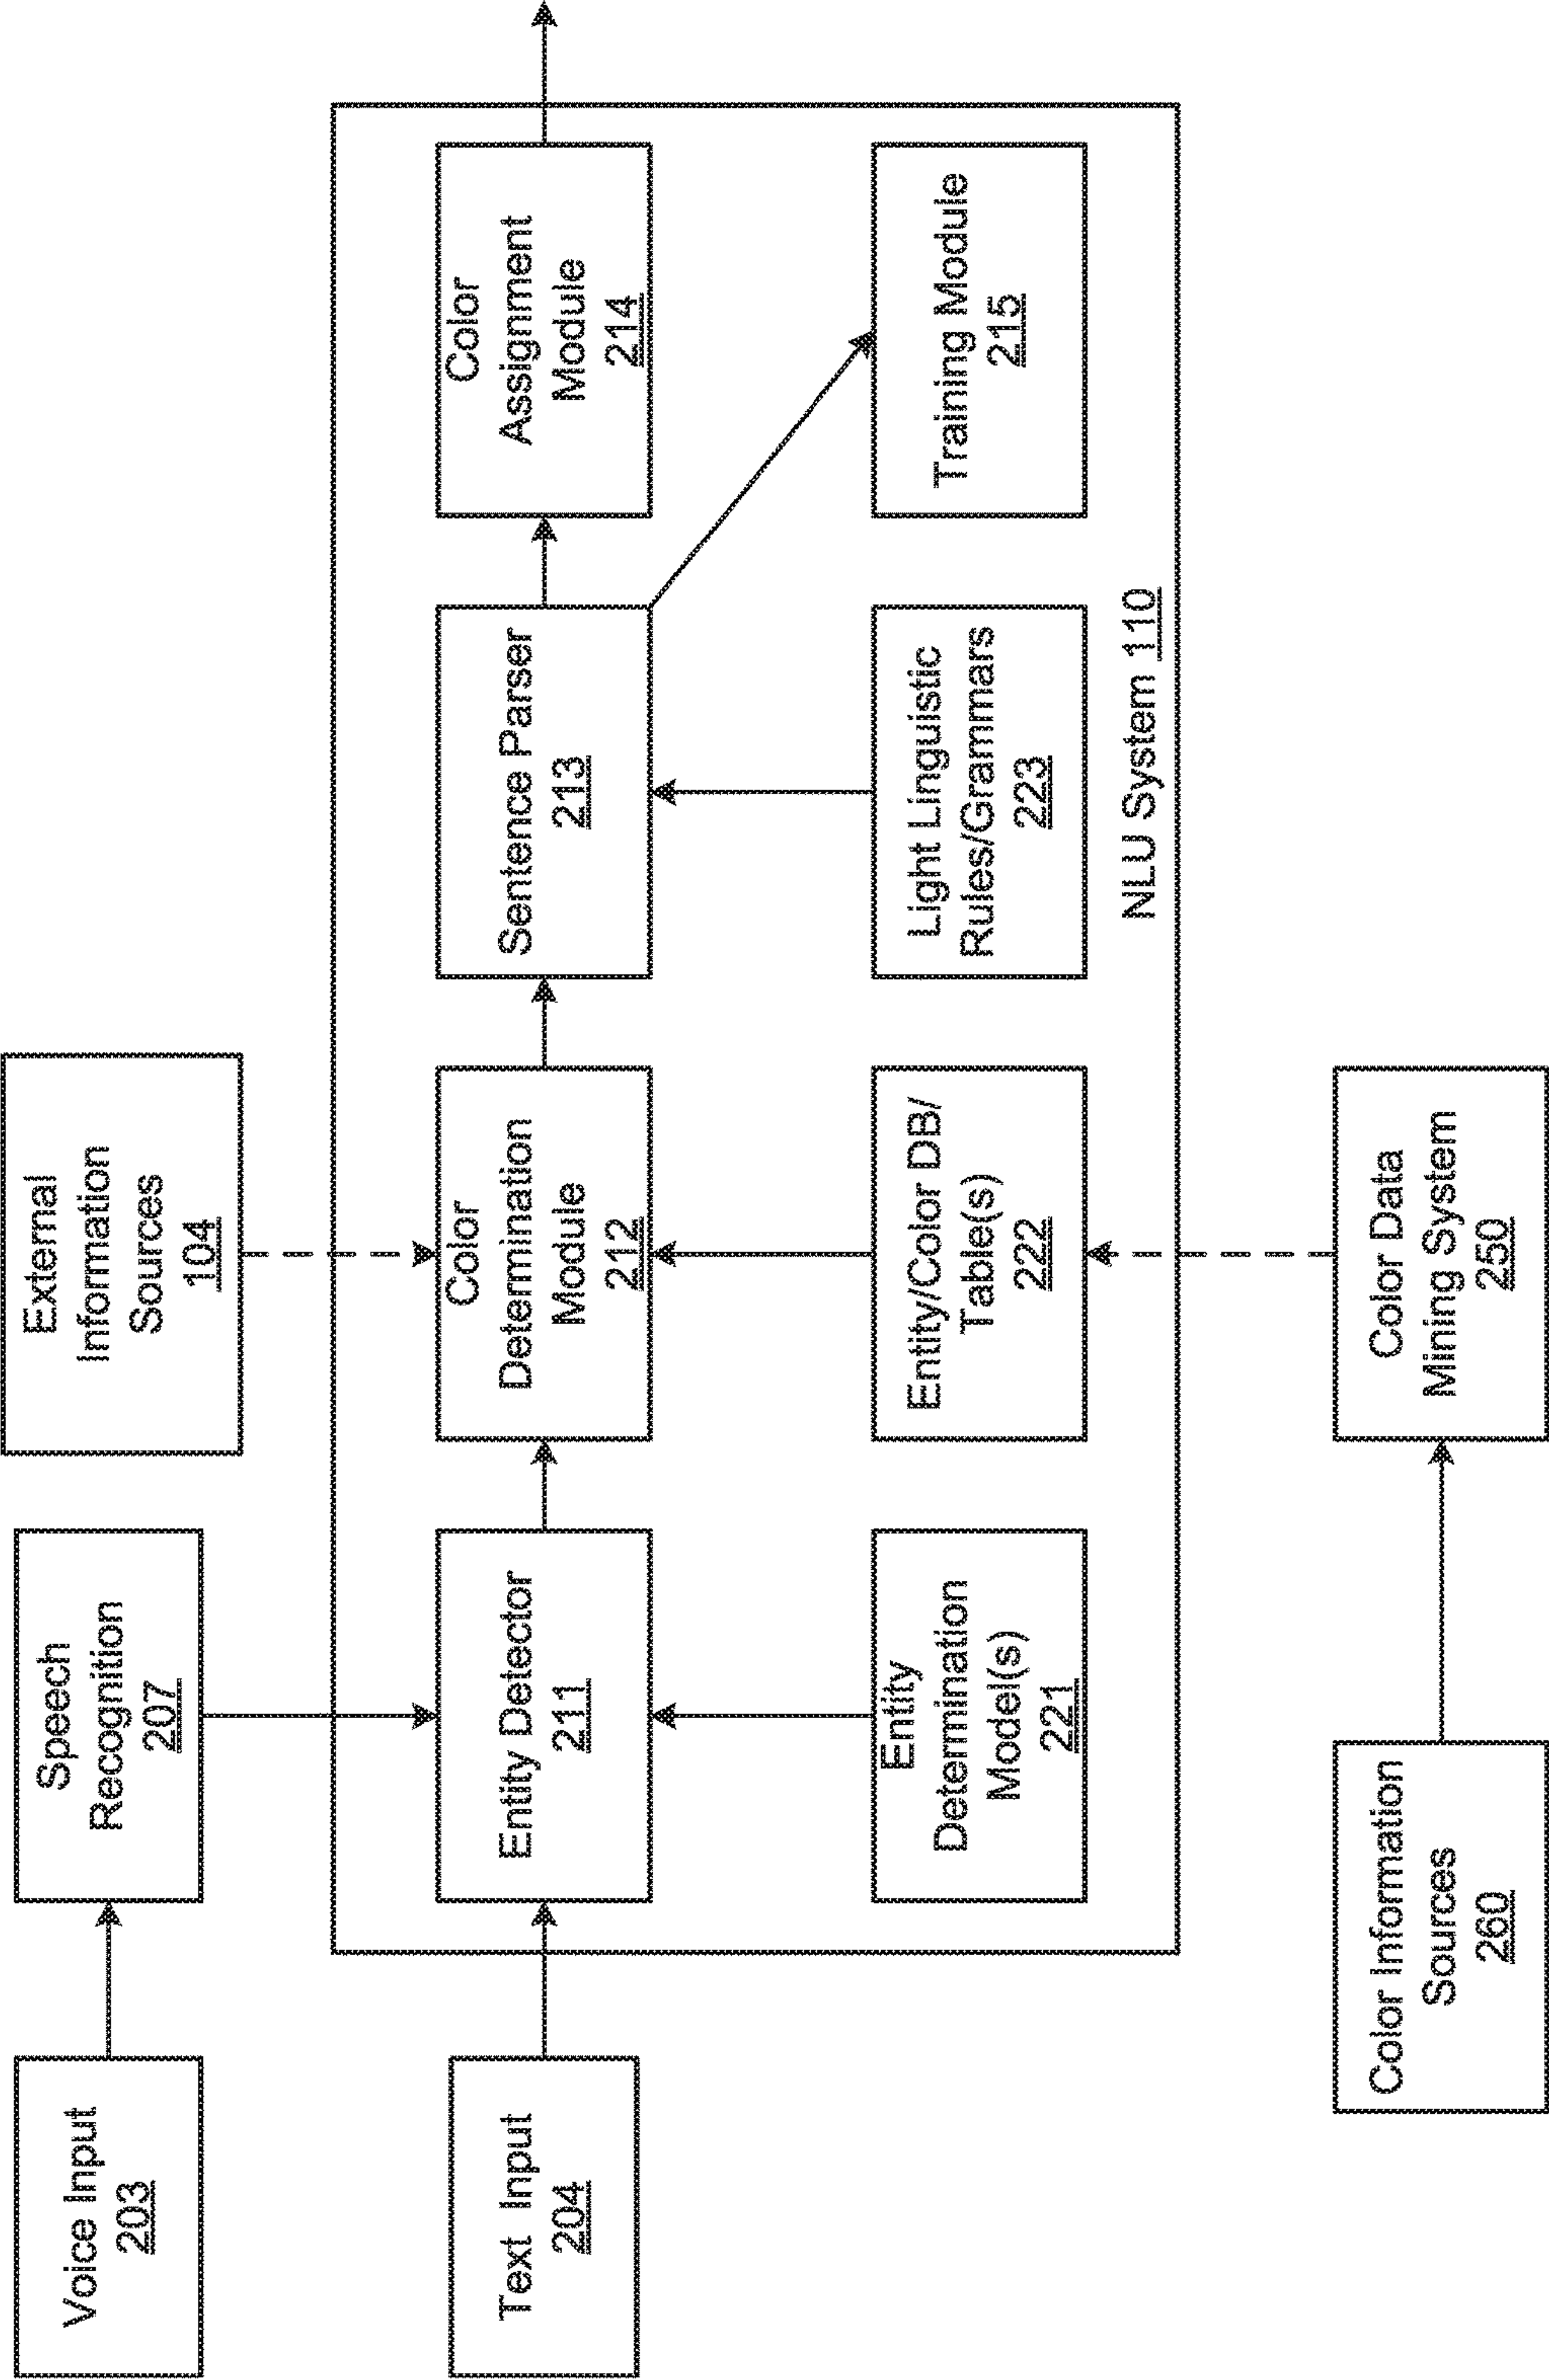 Voice Input
203
Speech
Recognition
207
External
Information
Sources
104
Text Input
204
Entity Detector
211
Color
Determination
Module
212
Sentence Parser
213
Color
Assignment
Module
214
Entity
Determination
Model(s)
221
Entity/Color DB/
Table(s)
222
Light Linguistic
Rules/Grammars
223
Training Module
215
NLU System 110
Color Information
Sources
260
Color Data
Mining System
250